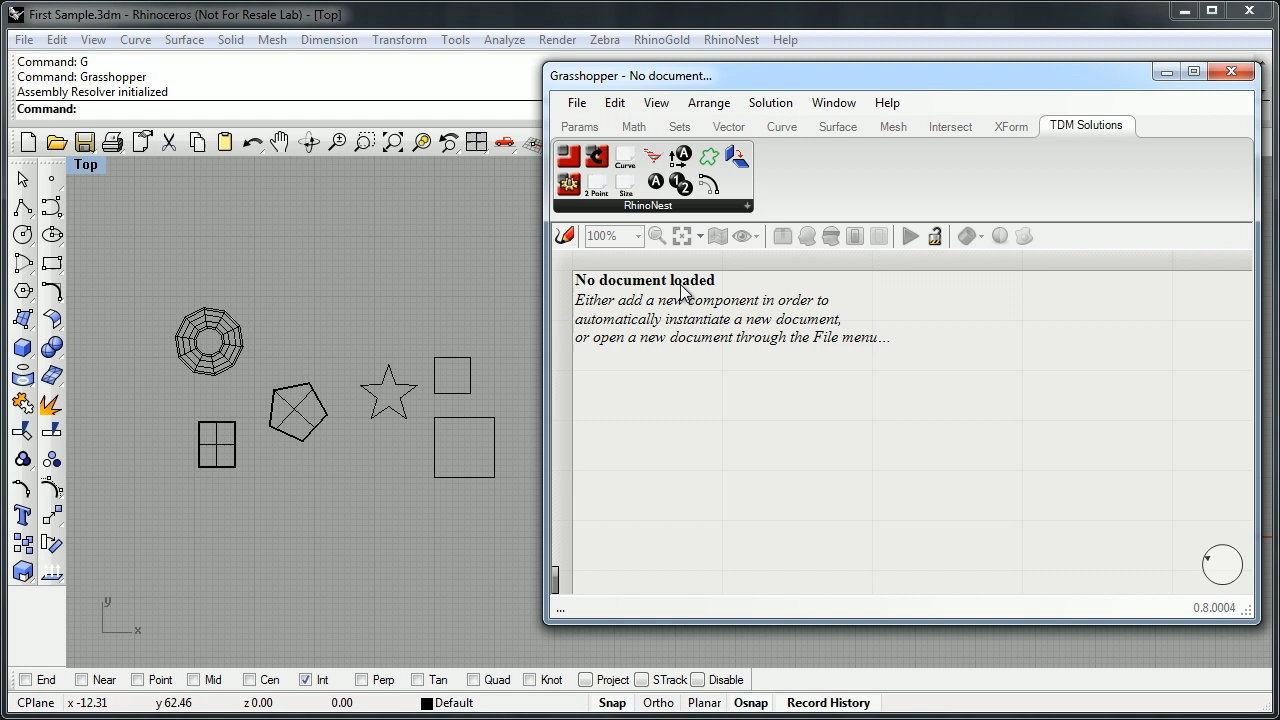 First Sample.3dm - Rhinoceros (Not For Resale Lab) - [Top]
File Edit View Curve Surface Solid Mesh Dimension Transform Tools Analyze Render Zebra RhinoGold RhinoNest Help
Command: G
Command: Grasshopper
Assembly Resolver initialized
Command:
Top
Grasshopper - No document...
File Edit View Arrange Solution Window Help
Params Math Sets Vector Curve Surface Mesh Intersect XForm TDM Solutions
Curve A
2 Point Size A 1 2
RhinoNest
100%
No document loaded
Either add a new component in order to
automatically instantiate a new document,
or open a new document through the File menu...
... 0.8.0004
y
x
End Near Point Mid Cen Int Perp Tan Quad Knot Project STrack Disable
CPlane x -12.31 y 62.46 z 0.00 0.00 Default Snap Ortho Planar Osnap Record History